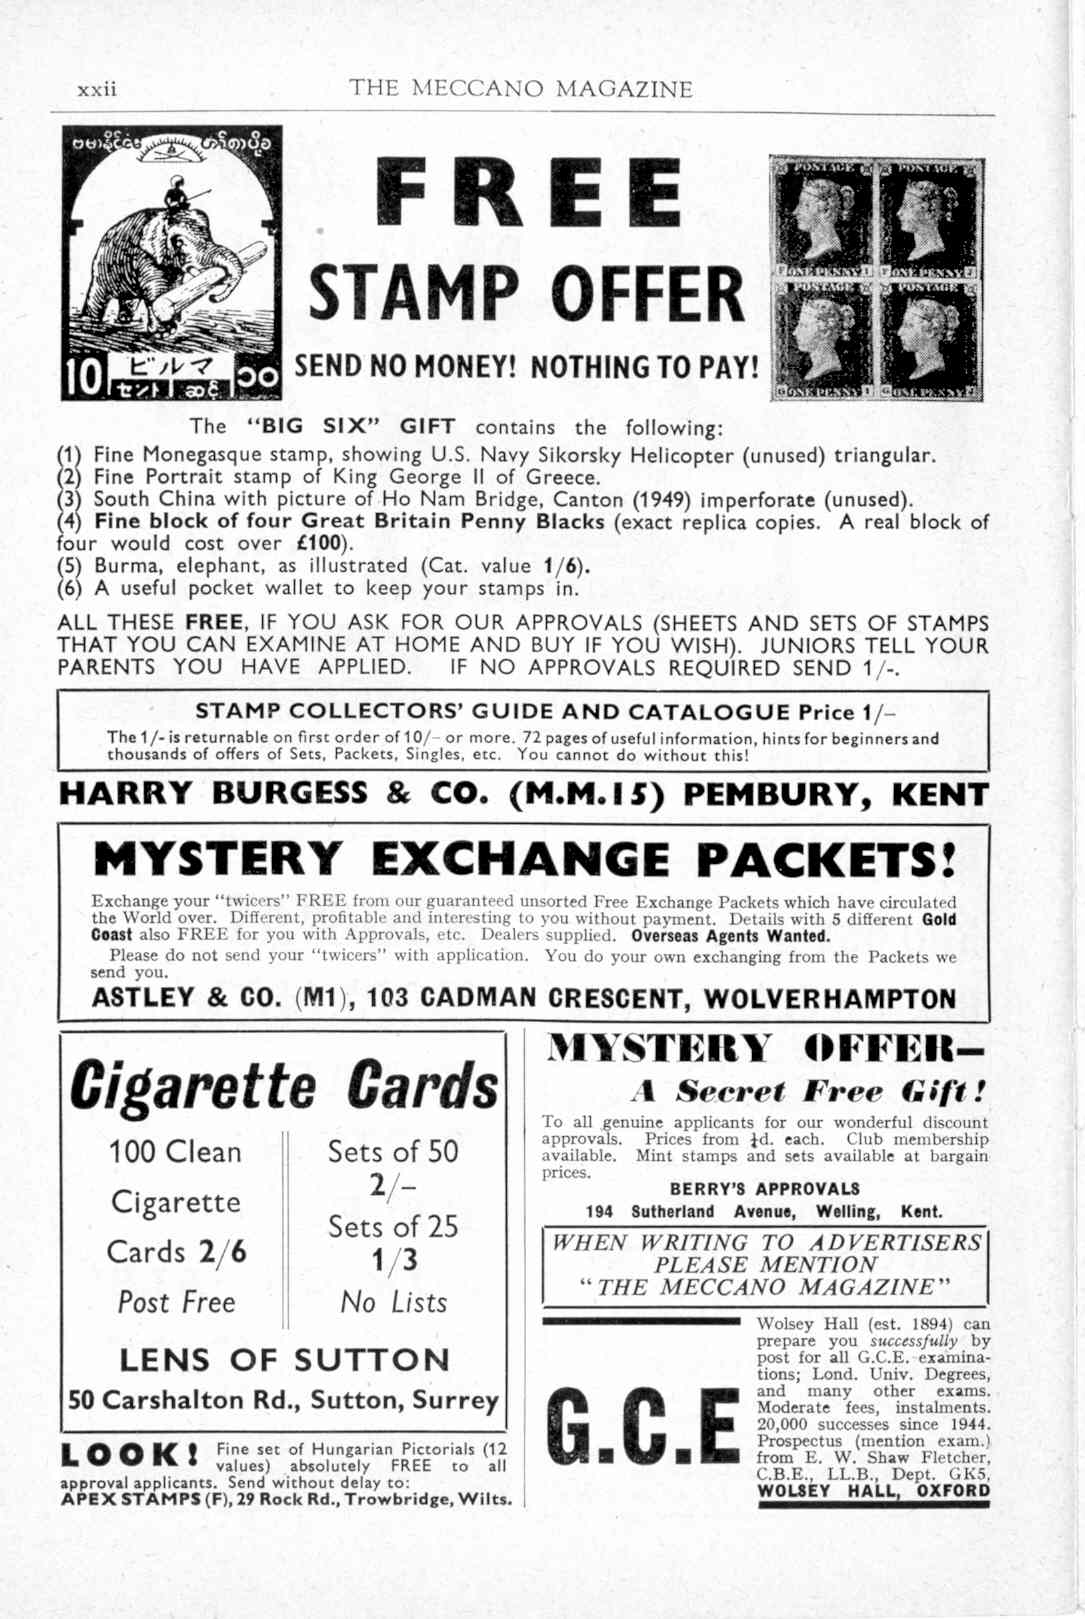 xxii
THE MECCANO MAGAZINE
10
ビルマ
セント
၁၀
FREE
STAMP OFFER
SEND NO MONEY! NOTHING TO PAY!
POSTAGE
POSTAGE
F ONE PENNY I
F ONE PENNY J
POSTAGE
POSTAGE
G ONE PENNY I
G ONE PENNY J
The "BIG SIX" GIFT contains the following:
(1) Fine Monegasque stamp, showing U.S. Navy Sikorsky Helicopter (unused) triangular.
(2) Fine Portrait stamp of King George II of Greece.
(3) South China with picture of Ho Nam Bridge, Canton (1949) imperforate (unused).
(4) Fine block of four Great Britain Penny Blacks (exact replica copies. A real block of
four would cost over £100).
(5) Burma, elephant, as illustrated (Cat. value 1/6).
(6) A useful pocket wallet to keep your stamps in.
ALL THESE FREE, IF YOU ASK FOR OUR APPROVALS (SHEETS AND SETS OF STAMPS
THAT YOU CAN EXAMINE AT HOME AND BUY IF YOU WISH). JUNIORS TELL YOUR
PARENTS YOU HAVE APPLIED. IF NO APPROVALS REQUIRED SEND 1/-.
STAMP COLLECTORS' GUIDE AND CATALOGUE Price 1/-
The 1/- is returnable on first order of 10/- or more. 72 pages of useful information, hints for beginners and
thousands of offers of Sets, Packets, Singles, etc. You cannot do without this!
HARRY BURGESS & CO. (M.M.15) PEMBURY, KENT
MYSTERY EXCHANGE PACKETS!
Exchange your "twicers" FREE from our guaranteed unsorted Free Exchange Packets which have circulated
the World over. Different, profitable and interesting to you without payment. Details with 5 different Gold
Coast also FREE for you with Approvals, etc. Dealers supplied. Overseas Agents Wanted.
Please do not send your "twicers" with application. You do your own exchanging from the Packets we
send you.
ASTLEY & CO. (M1), 103 CADMAN CRESCENT, WOLVERHAMPTON
Cigarette Cards
100 Clean
Cigarette
Cards 2/6
Post Free
Sets of 50
2/-
Sets of 25
1/3
No Lists
LENS OF SUTTON
50 Carshalton Rd., Sutton, Surrey
LOOK! Fine set of Hungarian Pictorials (12
values) absolutely FREE to all
approval applicants. Send without delay to:
APEX STAMPS (F), 29 Rock Rd., Trowbridge, Wilts.
MYSTERY OFFER—
A Secret Free Gift!
To all genuine applicants for our wonderful discount
approvals. Prices from ¼d. each. Club membership
available. Mint stamps and sets available at bargain
prices.
BERRY'S APPROVALS
194 Sutherland Avenue, Welling, Kent.
WHEN WRITING TO ADVERTISERS
PLEASE MENTION
"THE MECCANO MAGAZINE"
G.C.E
Wolsey Hall (est. 1894) can
prepare you successfully by
post for all G.C.E. examina-
tions; Lond. Univ. Degrees,
and many other exams.
Moderate fees, instalments.
20,000 successes since 1944.
Prospectus (mention exam.)
from E. W. Shaw Fletcher,
C.B.E., LL.B., Dept. GK5,
WOLSEY HALL, OXFORD